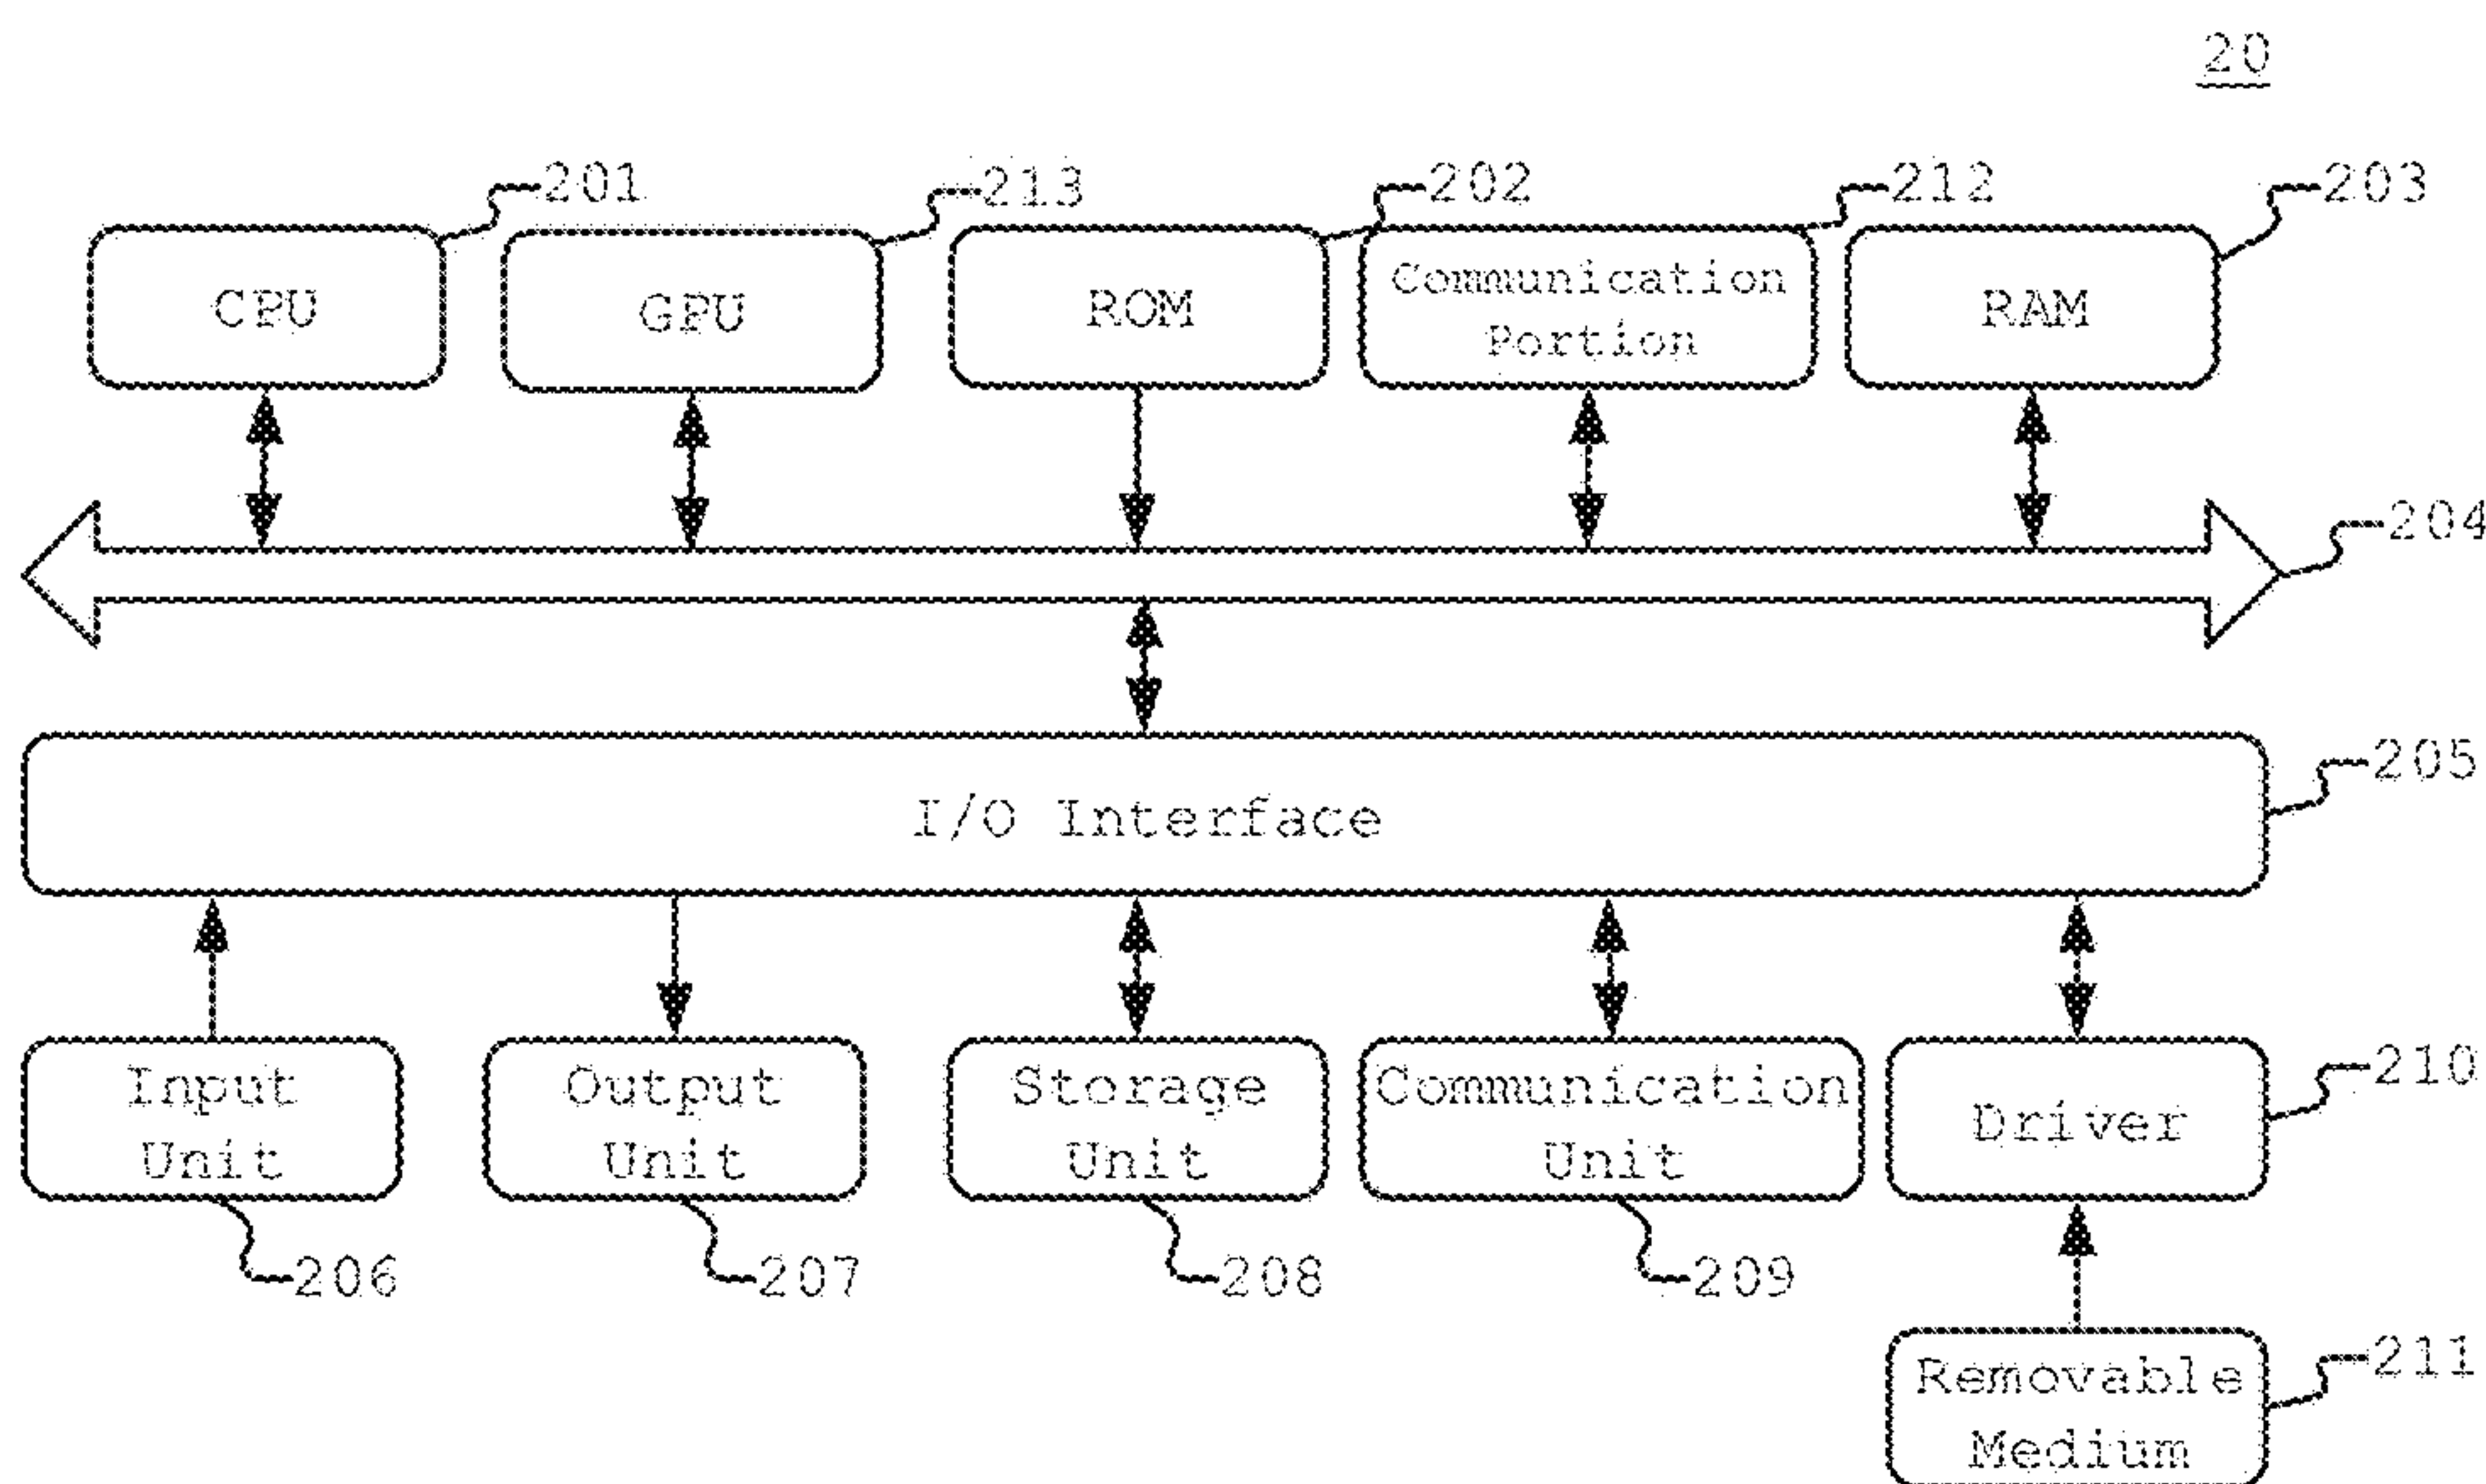 20
201
213
202
212
203
CPU
GPU
ROM
Communication
Portion
RAM
204
205
I/O Interface
Input
Unit
Output
Unit
Storage
Unit
Communication
Unit
Driver
210
206
207
208
209
211
Removable
Medium